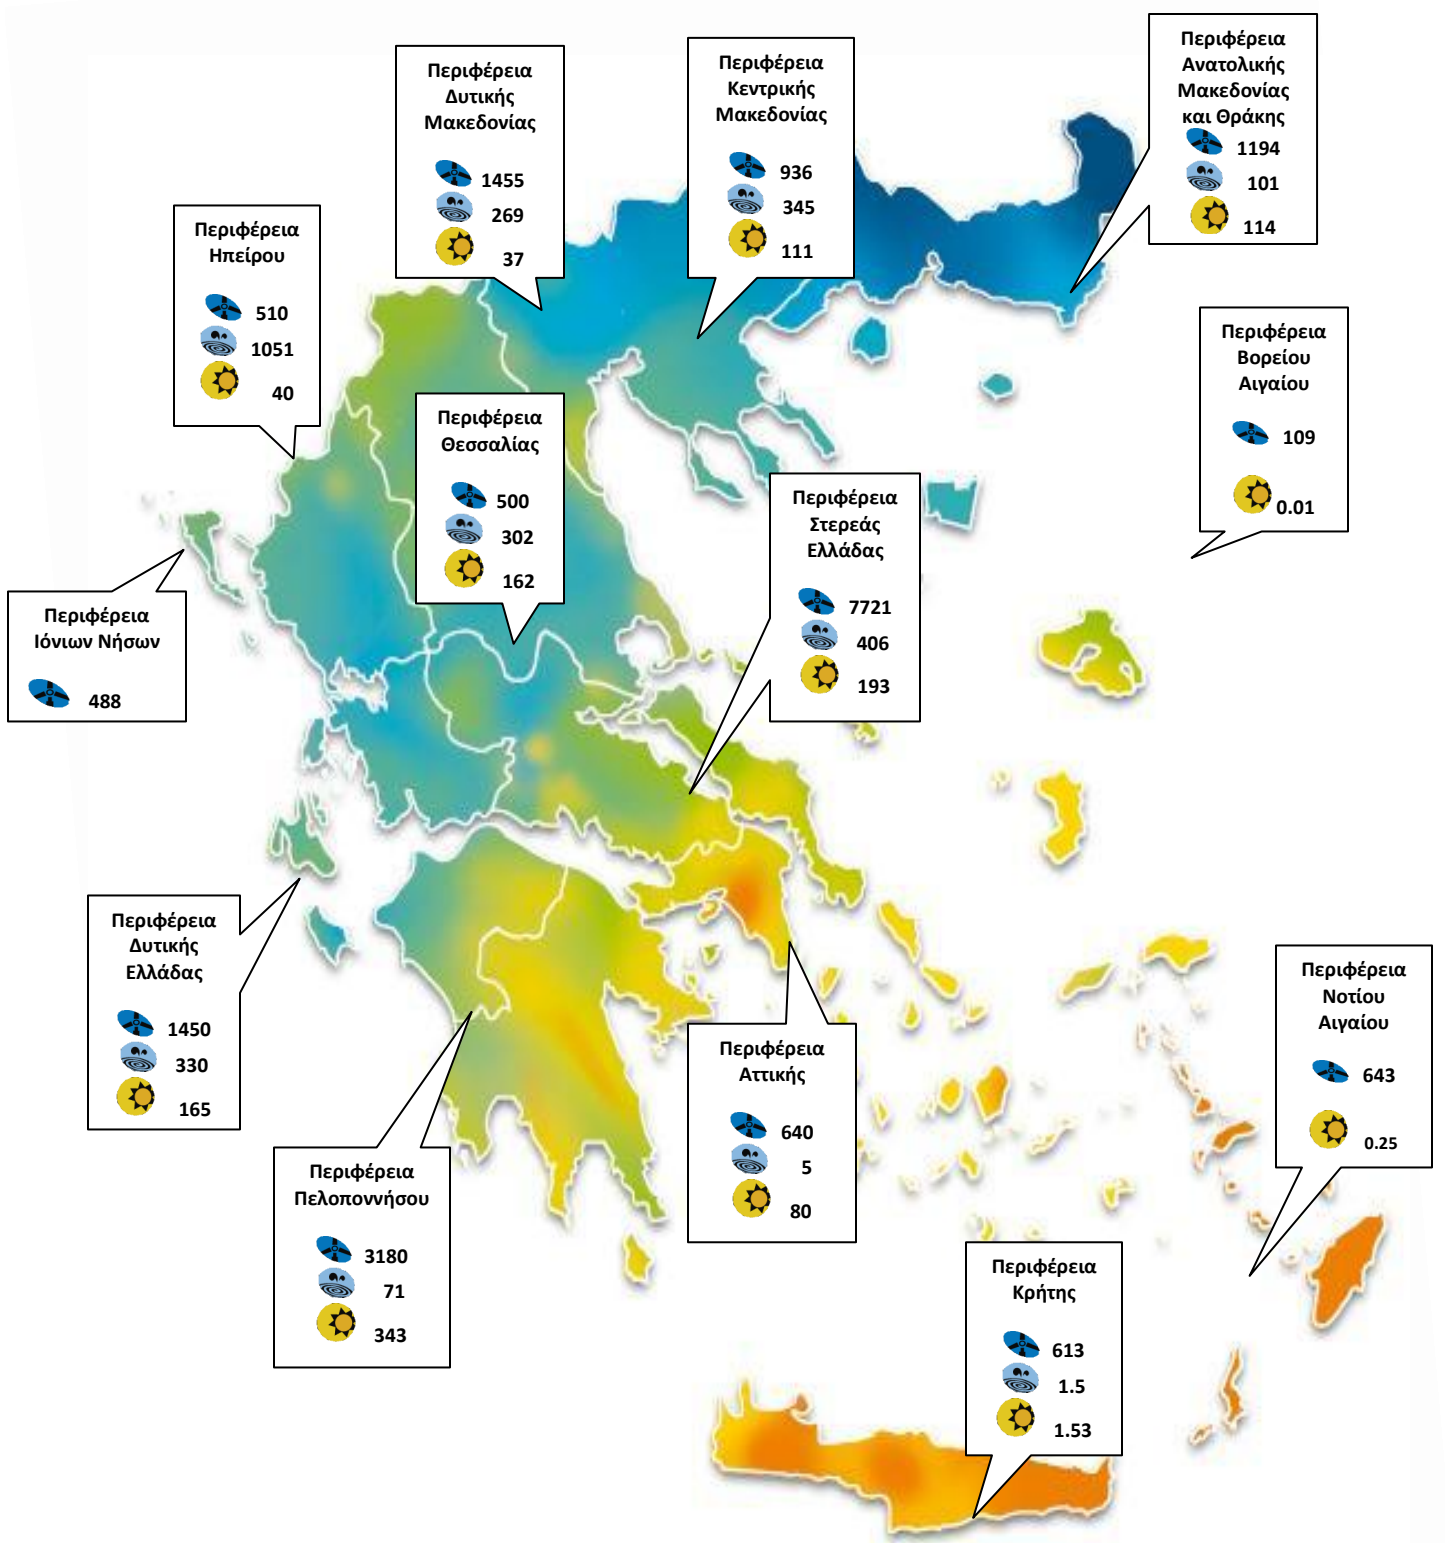 Περιφέρεια
Ανατολικής
Μακεδονίας
και Θράκης
1194
101
114
Περιφέρεια
Κεντρικής
Μακεδονίας
936
345
111
Περιφέρεια
Δυτικής
Μακεδονίας
1455
269
37
Περιφέρεια
Ηπείρου
510
1051
40
Περιφέρεια
Βορείου
Αιγαίου
109
0.01
Περιφέρεια
Θεσσαλίας
500
302
162
Περιφέρεια
Στερεάς
Ελλάδας
7721
406
193
Περιφέρεια
Ιόνιων Νήσων
488
Περιφέρεια
Δυτικής
Ελλάδας
1450
330
165
Περιφέρεια
Νοτίου
Αιγαίου
643
0.25
Περιφέρεια
Αττικής
640
5
80
Περιφέρεια
Πελοποννήσου
3180
71
343
Περιφέρεια
Κρήτης
613
1.5
1.53